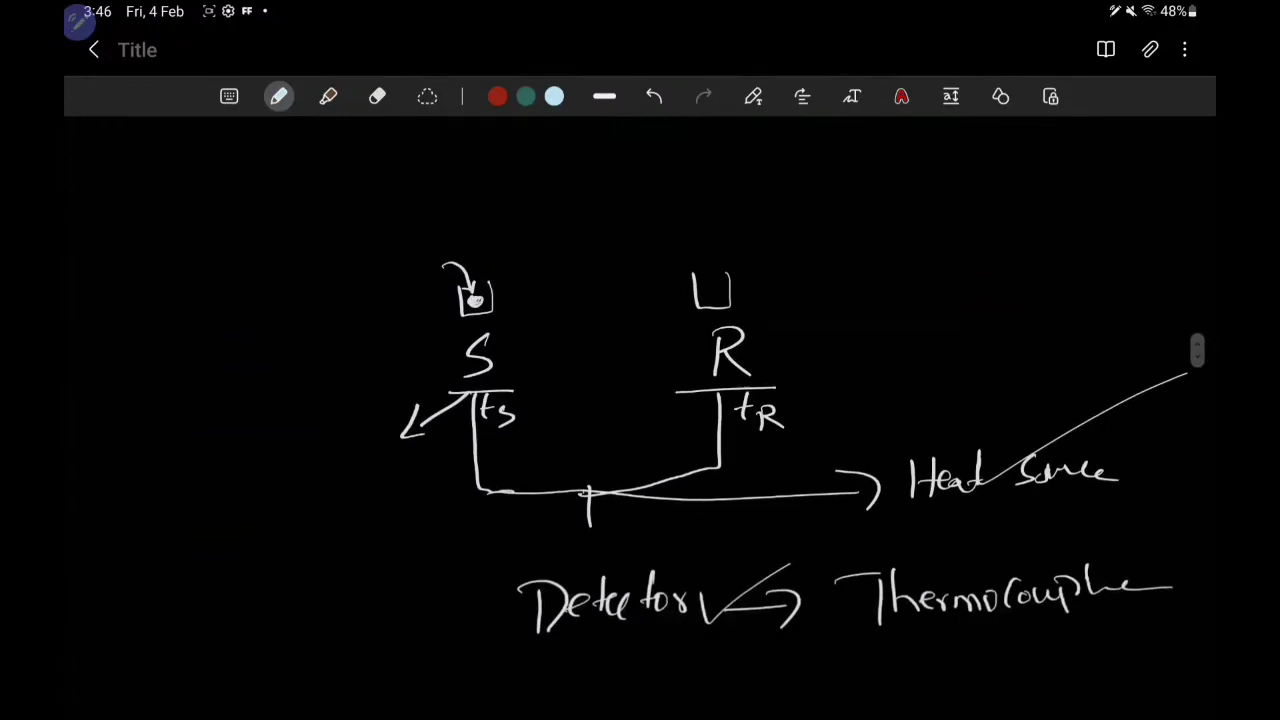 3:46 Fri, 4 Feb 48%
Title
S R
ts tR
Heat Source
Detector Thermocouple